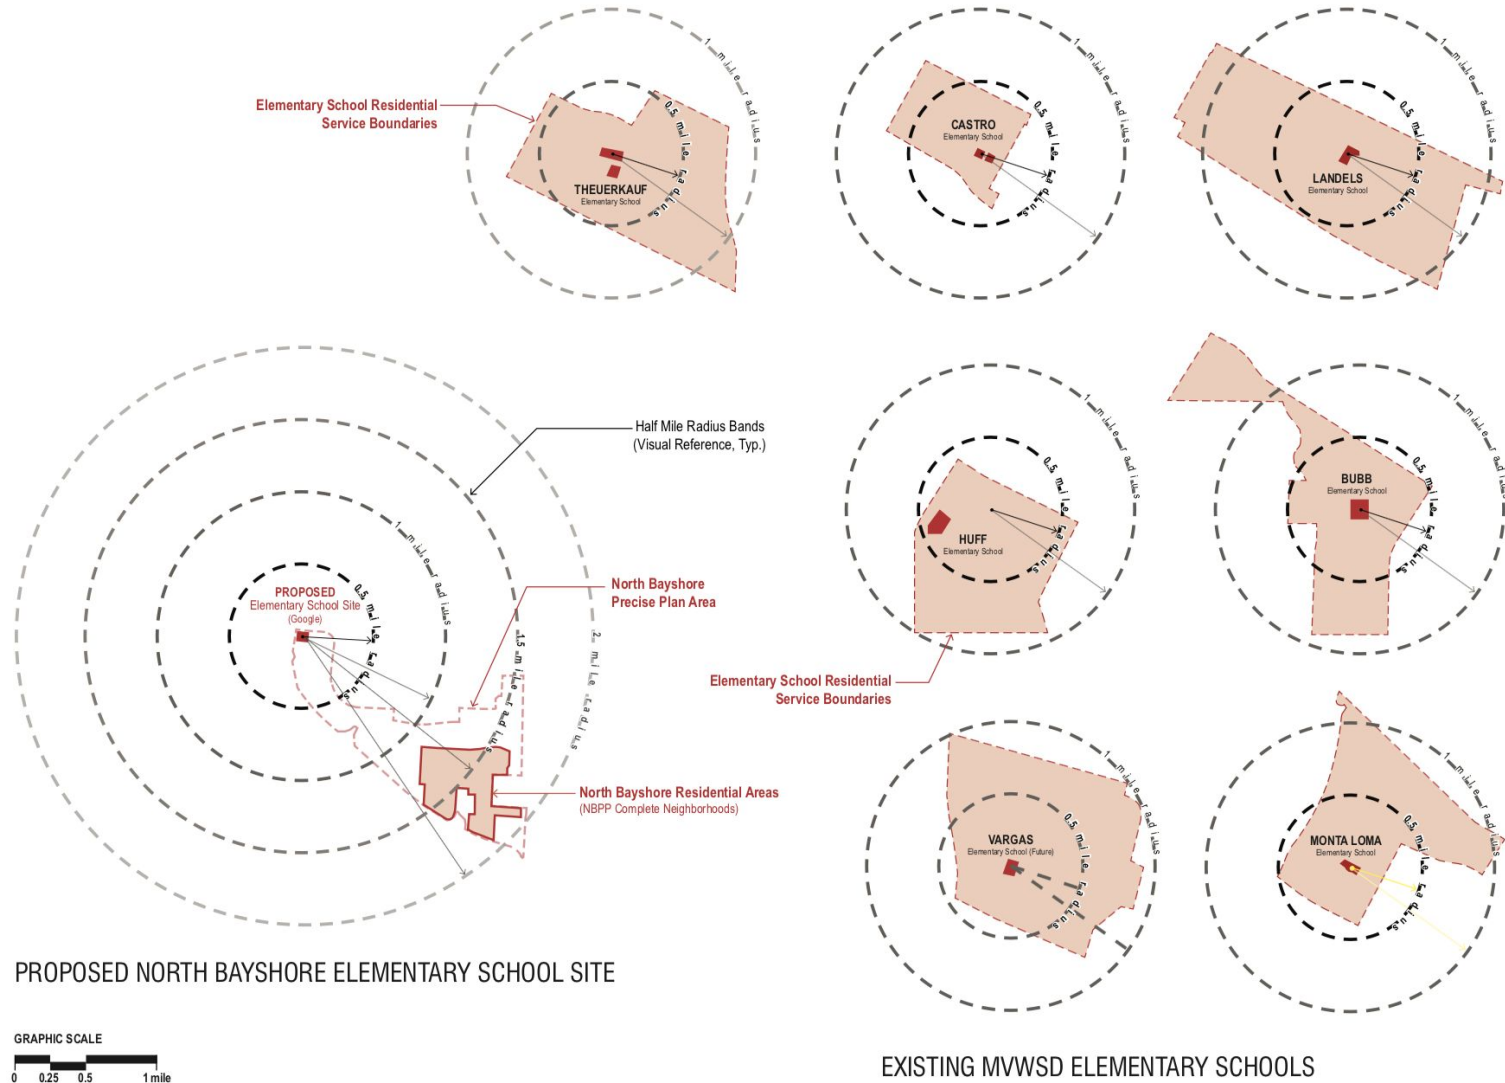 1 mile radius
0.5 mile radius
Elementary School Residential
Service Boundaries
THEUERKAUF
Elementary School
1 mile radius
0.5 mile radius
CASTRO
Elementary School
1 mile radius
0.5 mile radius
LANDELS
Elementary School
Half Mile Radius Bands
(Visual Reference, Typ.)
1 mile radius
0.5 mile radius
1.5 mile radius
2 mile radius
PROPOSED
Elementary School Site
(Google)
North Bayshore
Precise Plan Area
North Bayshore Residential Areas
(NBPP Complete Neighborhoods)
1 mile radius
0.5 mile radius
HUFF
Elementary School
Elementary School Residential
Service Boundaries
1 mile radius
0.5 mile radius
BUBB
Elementary School
1 mile radius
0.5 mile radius
VARGAS
Elementary School (Future)
1 mile radius
0.5 mile radius
MONTA LOMA
Elementary School
PROPOSED NORTH BAYSHORE ELEMENTARY SCHOOL SITE
GRAPHIC SCALE
0 0.25 0.5 1 mile
EXISTING MVWSD ELEMENTARY SCHOOLS